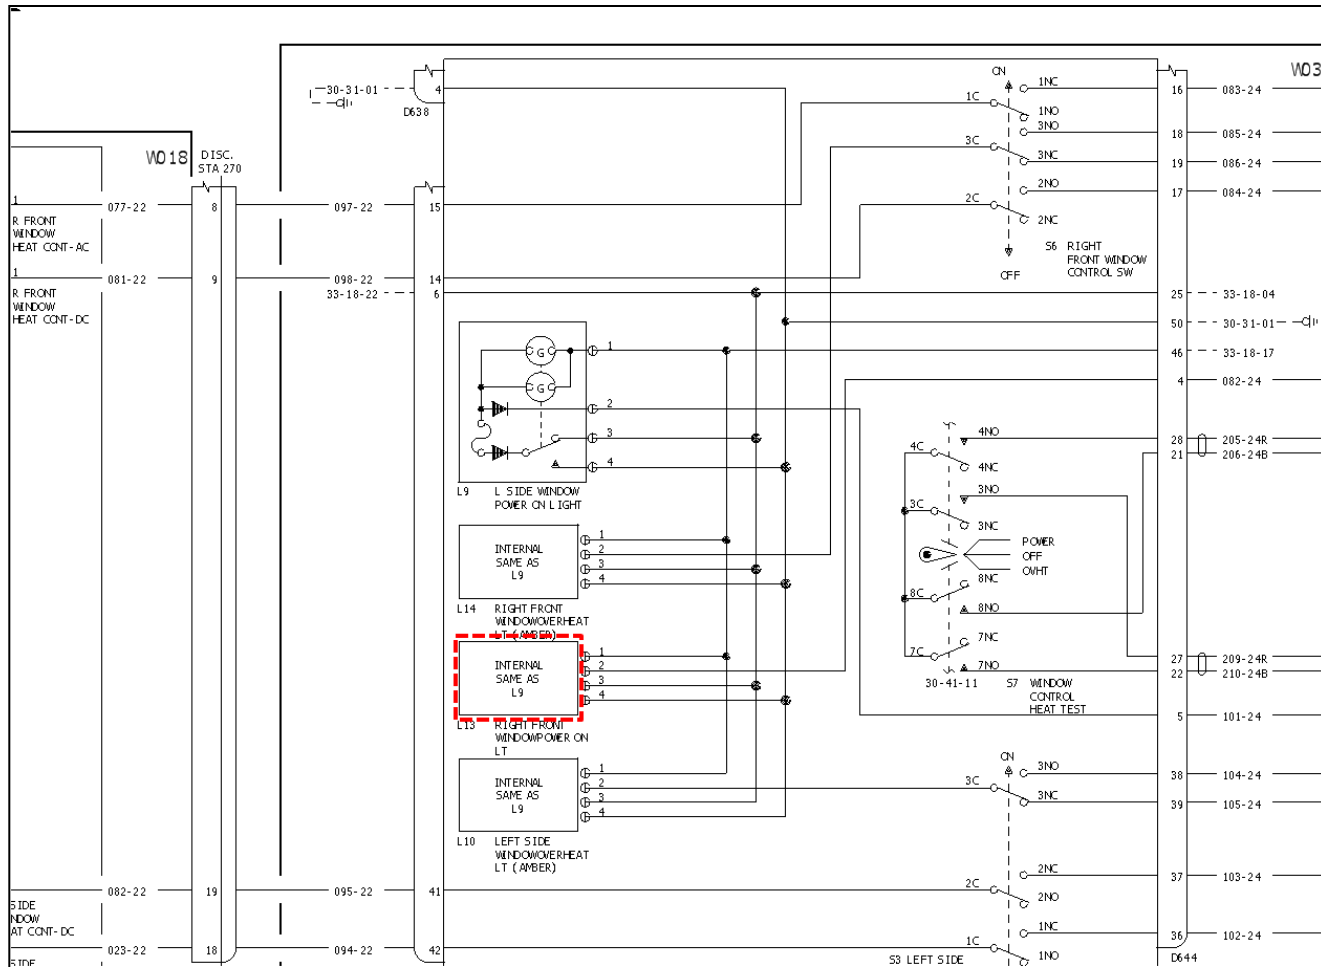 W03
W018
DISC.
STA 270
30-31-01
4
D638
1
R FRONT
WINDOW
HEAT CONT-AC
077-22
8
097-22
15
1
R FRONT
WINDOW
HEAT CONT-DC
081-22
9
098-22
14
33-18-22
6
ON
1NC
1C
1NO
3NO
3C
3NC
2NO
2C
2NC
OFF
S6 RIGHT
FRONT WINDOW
CONTROL SW
16 083-24
18 085-24
19 086-24
17 084-24
25 33-18-04
50 30-31-01
46 33-18-17
4 082-24
G
G
1
2
3
4
L9 L SIDE WINDOW
POWER ON LIGHT
INTERNAL
SAME AS
L9
1
2
3
4
L14 RIGHT FRONT
WINDOWOVERHEAT
LT (AMBER)
INTERNAL
SAME AS
L9
1
2
3
4
L13 RIGHT FRONT
WINDOWPOWER ON
LT
INTERNAL
SAME AS
L9
1
2
3
4
L10 LEFT SIDE
WINDOWOVERHEAT
LT (AMBER)
4NO
4C
4NC
3NO
3C
3NC
POWER
OFF
OVHT
8NC
8C
8NO
7NC
7C
7NO
30-41-11
S7 WINDOW
CONTROL
HEAT TEST
28 205-24R
21 206-24B
27 209-24R
22 210-24B
5 101-24
ON
3NO
3C
3NC
2NC
2C
2NO
1NC
1C
1NO
S3 LEFT SIDE
38 104-24
39 105-24
37 103-24
36 102-24
D644
082-22
19
095-22
41
SIDE
NDOW
AT CONT-DC
023-22
18
094-22
42
SIDE